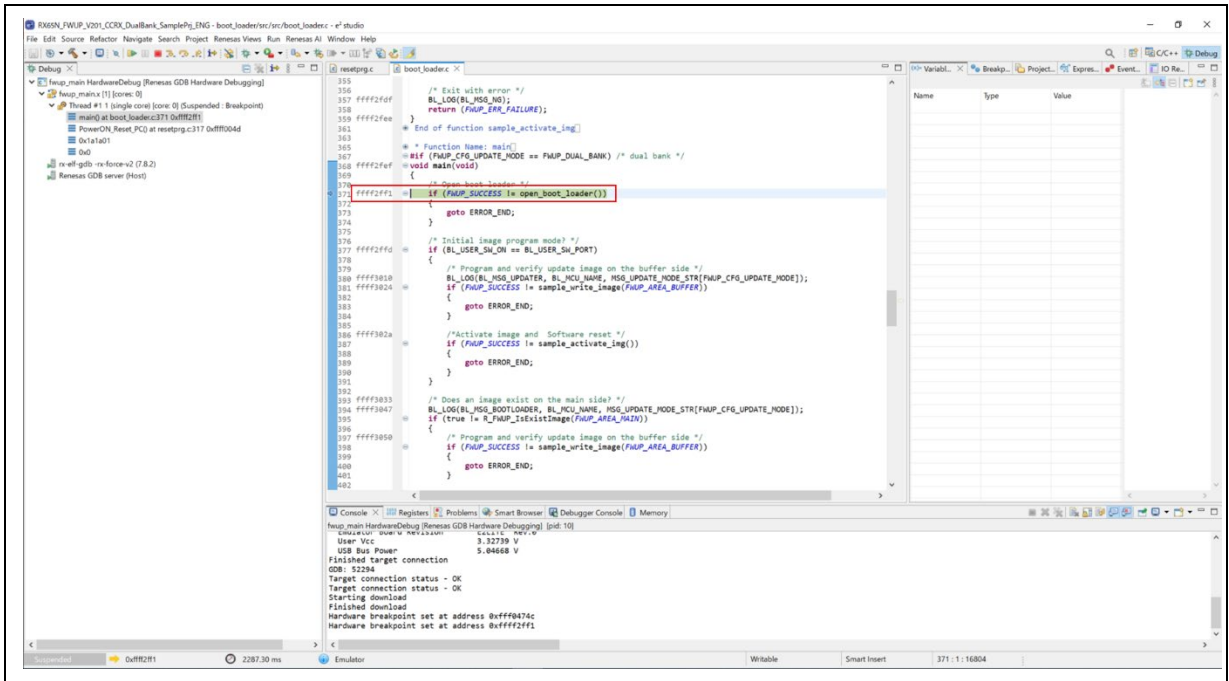 RX65N_FWUP_V201_CCRX_DualBank_SamplePrj_ENG - boot_loader/src/src/boot_loader.c - e² studio
File Edit Source Refactor Navigate Search Project Renesas Views Run Renesas AI Window Help
C/C++ Debug
Debug
fwup_main HardwareDebug [Renesas GDB Hardware Debugging]
fwup_main.x [1] [cores: 0]
Thread #1 1 (single core) [core: 0] (Suspended : Breakpoint)
main() at boot_loader.c:371 0xffff2ff1
PowerON_Reset_PC() at resetprg.c:317 0xffff004d
0x1a1a01
0x0
rx-elf-gdb -rx-force-v2 (7.8.2)
Renesas GDB server (Host)
resetprg.c boot_loader.c
355
356 /* Exit with error */
357 ffff2fdf BL_LOG(BL_MSG_NG);
358 return (FWUP_ERR_FAILURE);
359 ffff2fee }
361 * End of function sample_activate_img
363
365 * * Function Name: main
367 #if (FWUP_CFG_UPDATE_MODE == FWUP_DUAL_BANK) /* dual bank */
368 ffff2fef void main(void)
369 {
370 /* Open boot loader */
371 ffff2ff1 if (FWUP_SUCCESS != open_boot_loader())
372 {
373 goto ERROR_END;
374 }
375
376 /* Initial image program mode? */
377 ffff2ffd if (BL_USER_SW_ON == BL_USER_SW_PORT)
378 {
379 /* Program and verify update image on the buffer side */
380 ffff3010 BL_LOG(BL_MSG_UPDATER, BL_MCU_NAME, MSG_UPDATE_MODE_STR[FWUP_CFG_UPDATE_MODE]);
381 ffff3024 if (FWUP_SUCCESS != sample_write_image(FWUP_AREA_BUFFER))
382 {
383 goto ERROR_END;
384 }
385
386 ffff302a /*Activate image and Software reset */
387 if (FWUP_SUCCESS != sample_activate_img())
388 {
389 goto ERROR_END;
390 }
391 }
392
393 ffff3033 /* Does an image exist on the main side? */
394 ffff3047 BL_LOG(BL_MSG_BOOTLOADER, BL_MCU_NAME, MSG_UPDATE_MODE_STR[FWUP_CFG_UPDATE_MODE]);
395 if (true != R_FWUP_IsExistImage(FWUP_AREA_MAIN))
396 {
397 ffff3050 /* Program and verify update image on the buffer side */
398 if (FWUP_SUCCESS != sample_write_image(FWUP_AREA_BUFFER))
399 {
400 goto ERROR_END;
401 }
402
Variabl... Breakp... Project... Expres... Event... IO Re...
Name Type Value
Console Registers Problems Smart Browser Debugger Console Memory
fwup_main HardwareDebug [Renesas GDB Hardware Debugging] [pid: 10]
Emulator Board Revision E2LITE Rev.0
User Vcc 3.32739 V
USB Bus Power 5.04668 V
Finished target connection
GDB: 52294
Target connection status - OK
Target connection status - OK
Starting download
Finished download
Hardware breakpoint set at address 0xfff0474c
Hardware breakpoint set at address 0xffff2ff1
Suspended 0xffff2ff1 2287.30 ms Emulator Writable Smart Insert 371 : 1 : 16804